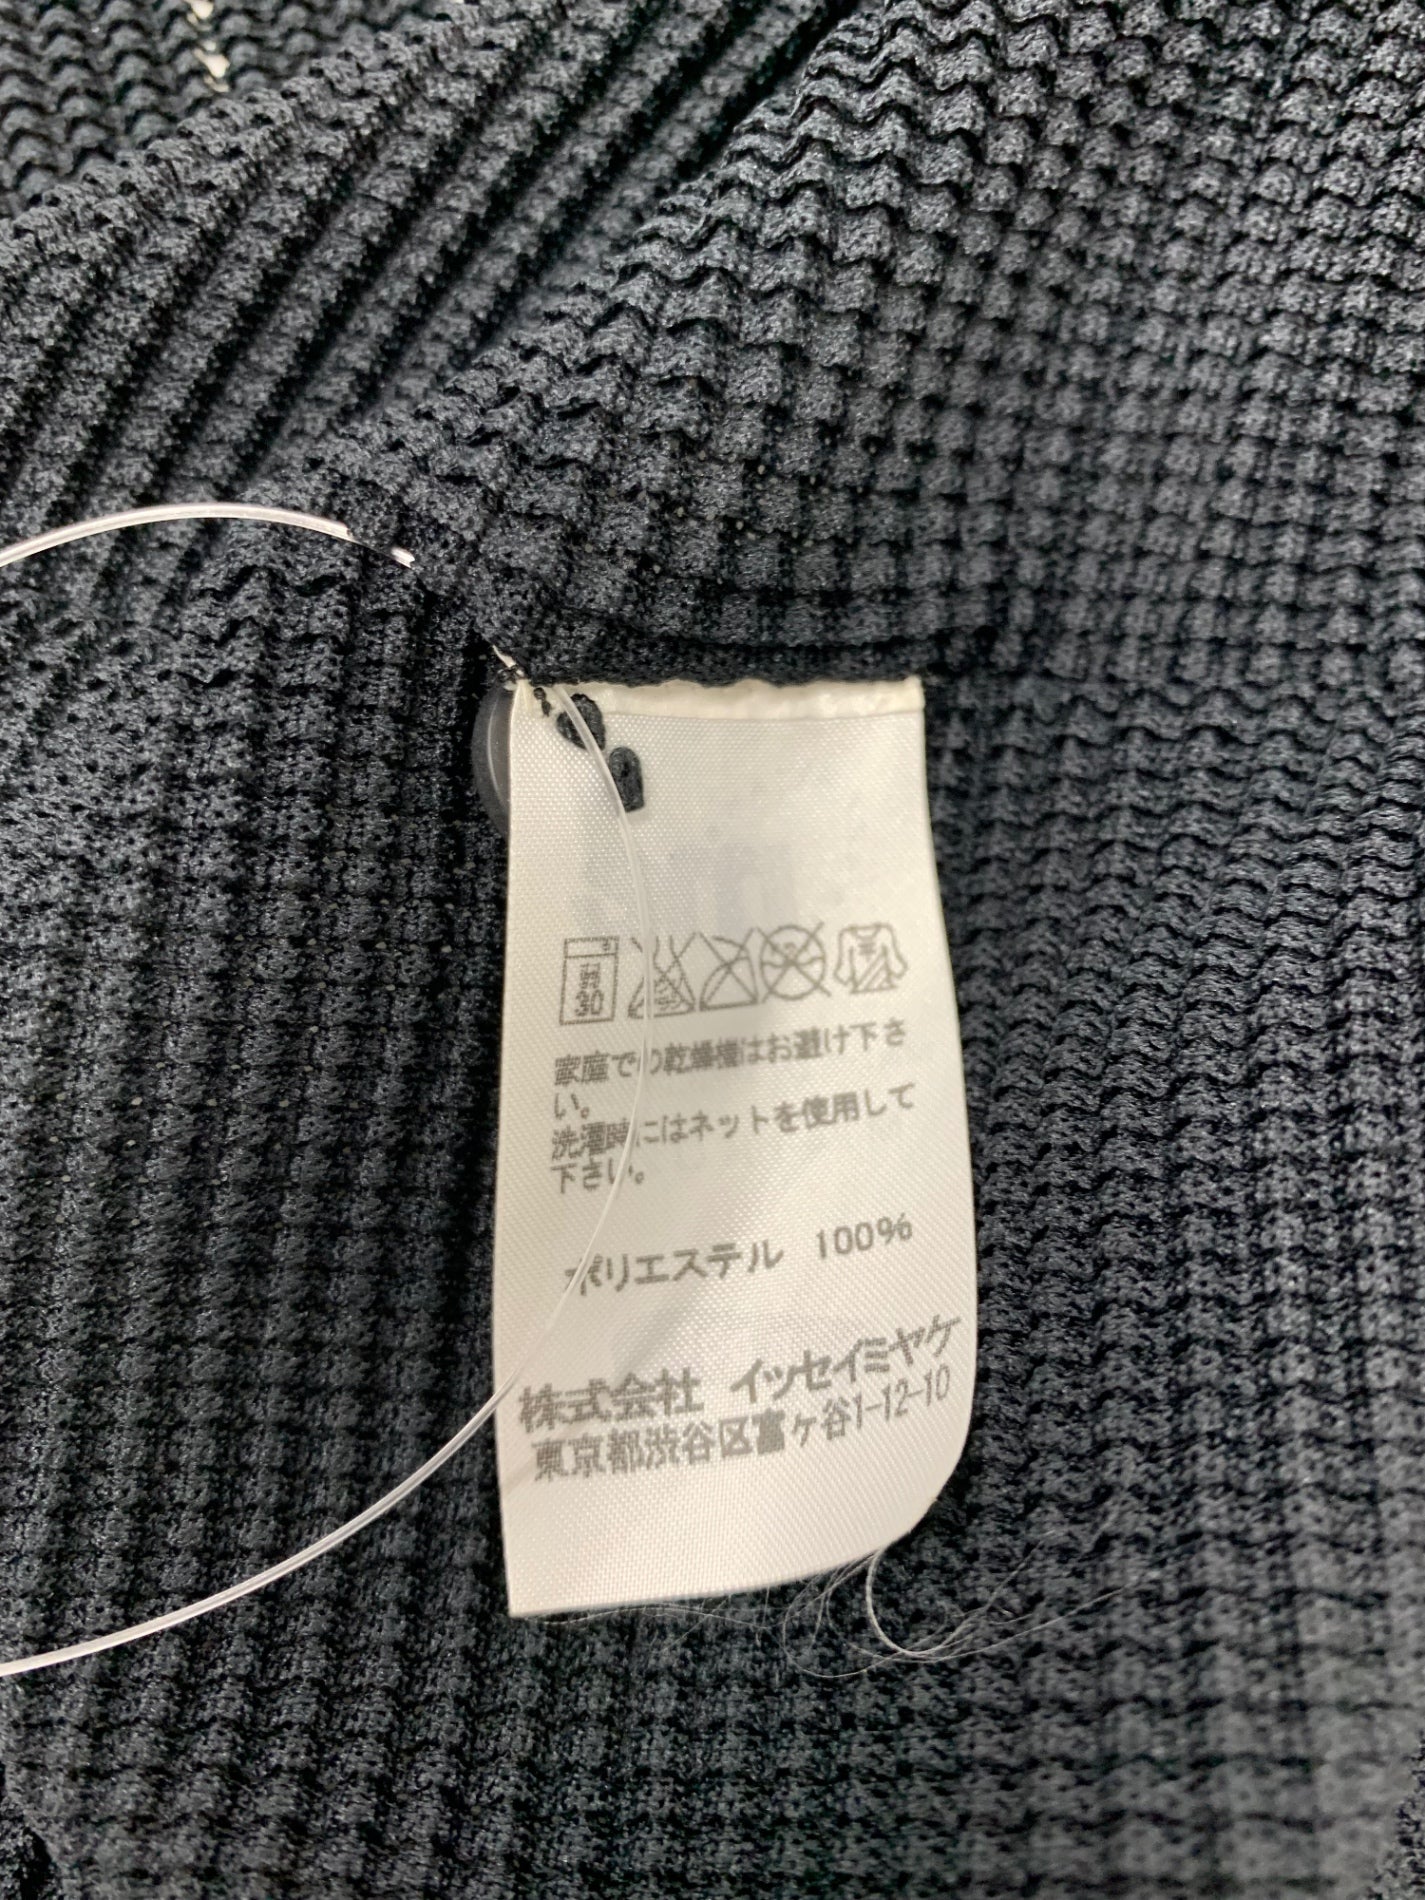 手
30
家庭での乾燥機はお避け下さ
い。
洗濯時にはネットを使用して
下さい。
ポリエステル 100%
株式会社 イッセイミヤケ
東京都渋谷区富ケ谷1-12-10